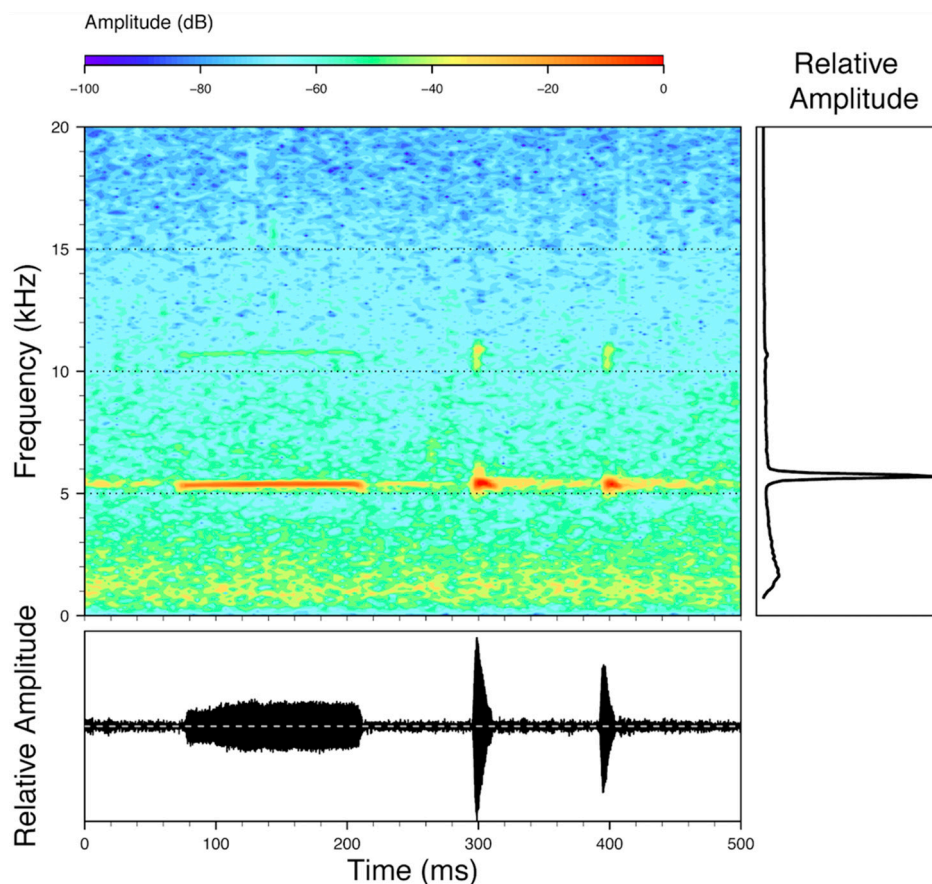 Amplitude (dB)
−100 −80 −60 −40 −20 0
Relative
Amplitude
20
15
10
5
0
Frequency (kHz)
Relative Amplitude
0 100 200 300 400 500
Time (ms)